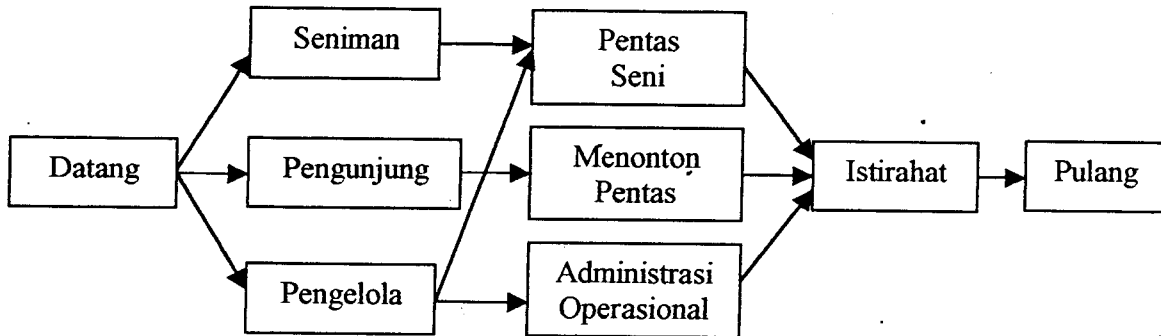 Datang
Seniman
Pengunjung
Pengelola
Pentas
Seni
Menonton
Pentas
Administrasi
Operasional
Istirahat
Pulang